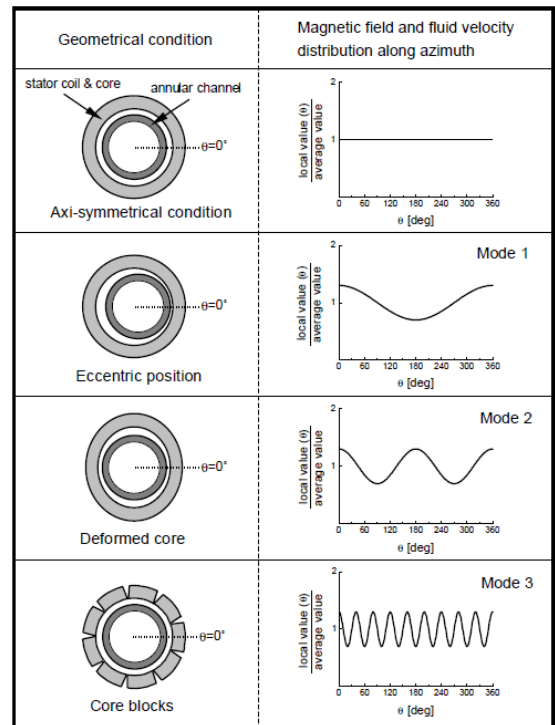 Geometrical condition
Magnetic field and fluid velocity
distribution along azimuth
stator coil & core
annular channel
θ=0°
Axi-symmetrical condition
local value (θ)
average value
2
1
0 60 120 180 240 300 360
θ [deg]
θ=0°
Eccentric position
Mode 1
local value (θ)
average value
2
1
0 60 120 180 240 300 360
θ [deg]
θ=0°
Deformed core
Mode 2
local value (θ)
average value
2
1
0 60 120 180 240 300 360
θ [deg]
θ=0°
Core blocks
Mode 3
local value (θ)
average value
2
1
0 60 120 180 240 300 360
θ [deg]